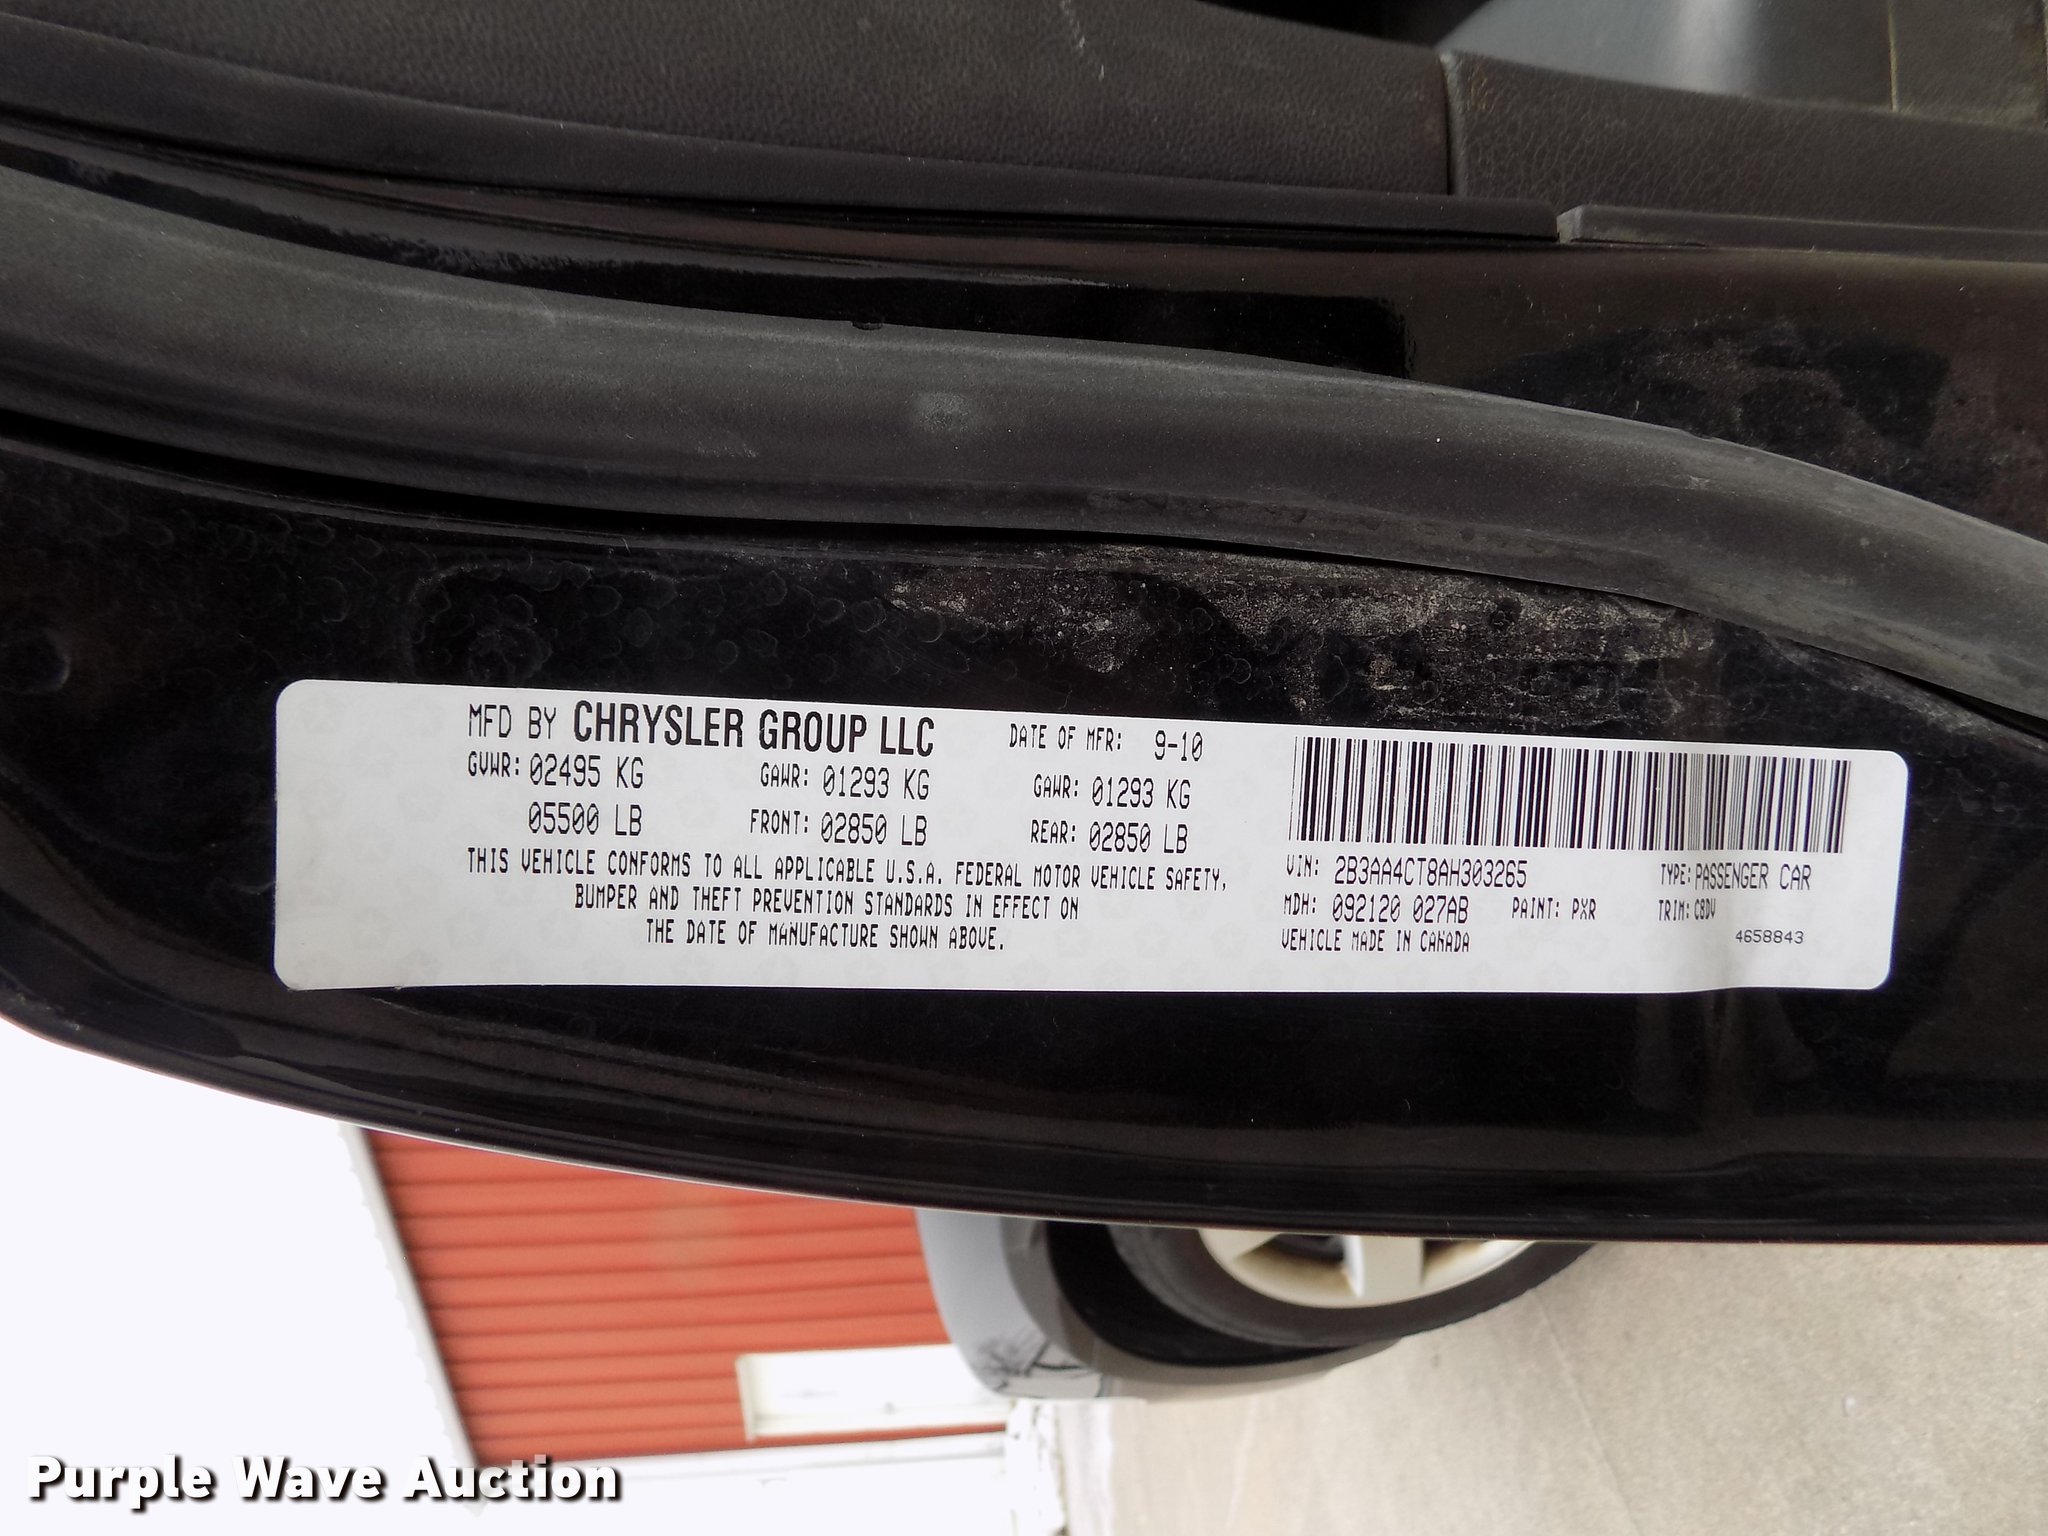 MFD BY CHRYSLER GROUP LLC DATE OF MFR: 9-10
GVWR: 02495 KG GAWR: 01293 KG GAWR: 01293 KG
05500 LB FRONT: 02850 LB REAR: 02850 LB
THIS VEHICLE CONFORMS TO ALL APPLICABLE U.S.A. FEDERAL MOTOR VEHICLE SAFETY,
BUMPER AND THEFT PREVENTION STANDARDS IN EFFECT ON
THE DATE OF MANUFACTURE SHOWN ABOVE.
VIN: 2B3AA4CT8AH303265 TYPE: PASSENGER CAR
MDH: 092120 027AB PAINT: PXR TRIM: C8DV
VEHICLE MADE IN CANADA 4658843
Purple Wave Auction